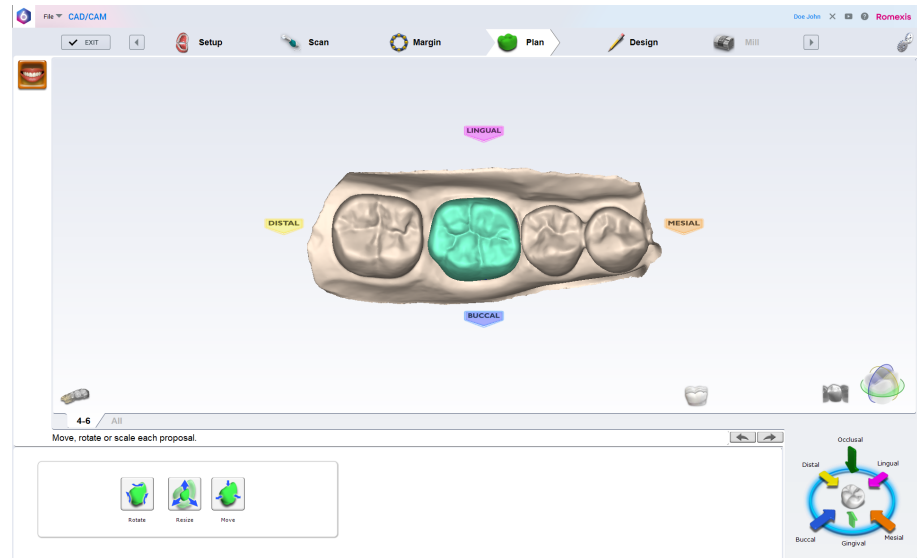 File CAD/CAM Doe John Romexis
EXIT Setup Scan Margin Plan Design Mill
LINGUAL
DISTAL MESIAL
BUCCAL
4-6 All
Move, rotate or scale each proposal.
Occlusal
Distal Lingual
Rotate Resize Move
Buccal Gingival Mesial